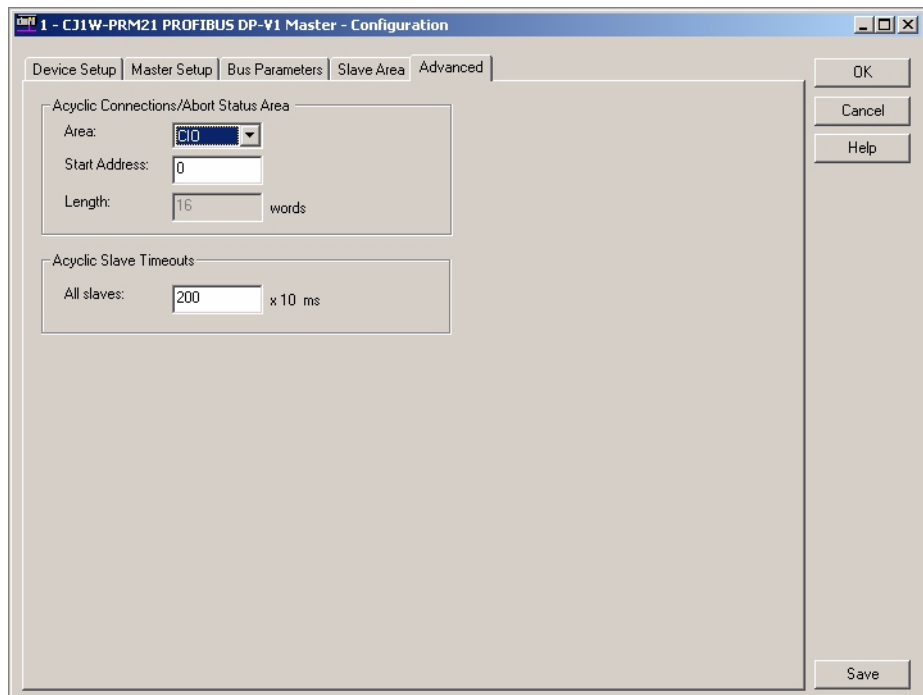 1 - CJ1W-PRM21 PROFIBUS DP-V1 Master - Configuration
Device Setup Master Setup Bus Parameters Slave Area Advanced
OK
Cancel
Help
Acyclic Connections/Abort Status Area
Area: CIO
Start Address: 0
Length: 16 words
Acyclic Slave Timeouts
All slaves: 200 x 10 ms
Save